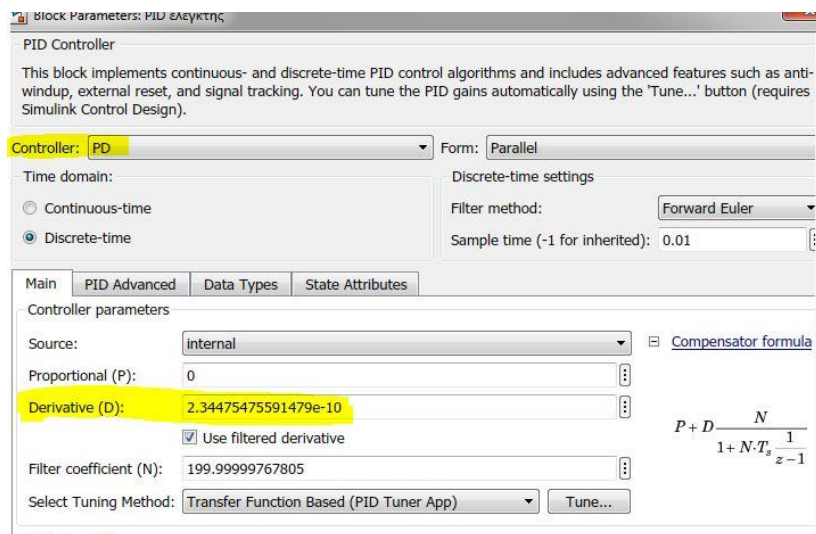 Block Parameters: PID ελεγκτής
PID Controller
This block implements continuous- and discrete-time PID control algorithms and includes advanced features such as anti-
windup, external reset, and signal tracking. You can tune the PID gains automatically using the 'Tune...' button (requires
Simulink Control Design).
Controller: PD Form: Parallel
Time domain: Discrete-time settings
Continuous-time Filter method: Forward Euler
Discrete-time Sample time (-1 for inherited): 0.01
Main PID Advanced Data Types State Attributes
Controller parameters
Source: internal Compensator formula
Proportional (P): 0
Derivative (D): 2.34475475591479e-10
Use filtered derivative
Filter coefficient (N): 199.99999767805
Select Tuning Method: Transfer Function Based (PID Tuner App) Tune...
P + D N / (1 + N·Ts 1 / (z−1))